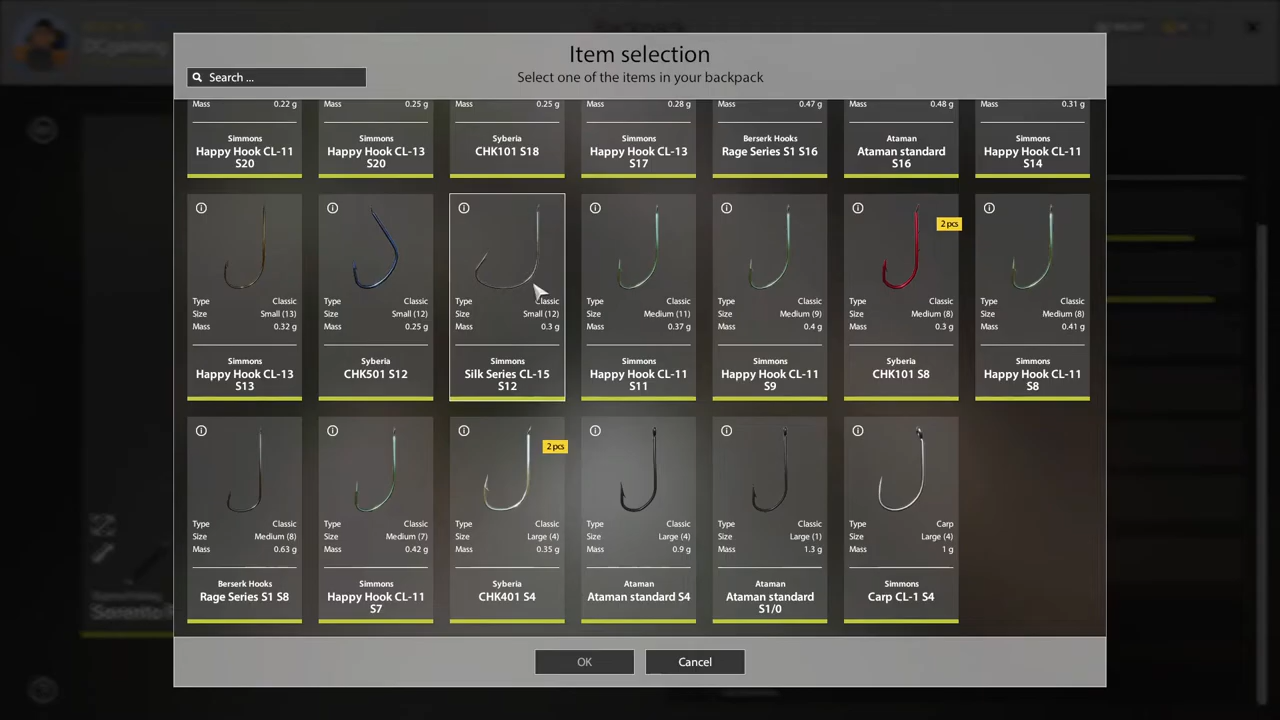 Item selection
Search ...
Select one of the items in your backpack
Mass 0.22 g
Simmons
Happy Hook CL-11
S20
Mass 0.25 g
Simmons
Happy Hook CL-13
S20
Mass 0.25 g
Syberia
CHK101 S18
Mass 0.28 g
Simmons
Happy Hook CL-13
S17
Mass 0.47 g
Berserk Hooks
Rage Series S1 S16
Mass 0.48 g
Ataman
Ataman standard
S16
Mass 0.31 g
Simmons
Happy Hook CL-11
S14
Type Classic
Size Small (13)
Mass 0.32 g
Simmons
Happy Hook CL-13
S13
Type Classic
Size Small (12)
Mass 0.25 g
Syberia
CHK501 S12
Type Classic
Size Small (12)
Mass 0.3 g
Simmons
Silk Series CL-15
S12
Type Classic
Size Medium (11)
Mass 0.37 g
Simmons
Happy Hook CL-11
S11
Type Classic
Size Medium (9)
Mass 0.4 g
Simmons
Happy Hook CL-11
S9
2 pcs
Type Classic
Size Medium (8)
Mass 0.3 g
Syberia
CHK101 S8
Type Classic
Size Medium (8)
Mass 0.41 g
Simmons
Happy Hook CL-11
S8
Type Classic
Size Medium (8)
Mass 0.63 g
Berserk Hooks
Rage Series S1 S8
Type Classic
Size Medium (7)
Mass 0.42 g
Simmons
Happy Hook CL-11
S7
2 pcs
Type Classic
Size Large (4)
Mass 0.35 g
Syberia
CHK401 S4
Type Classic
Size Large (4)
Mass 0.9 g
Ataman
Ataman standard S4
Type Classic
Size Large (1)
Mass 1.3 g
Ataman
Ataman standard
S1/0
Type Carp
Size Large (4)
Mass 1 g
Simmons
Carp CL-1 S4
OK
Cancel